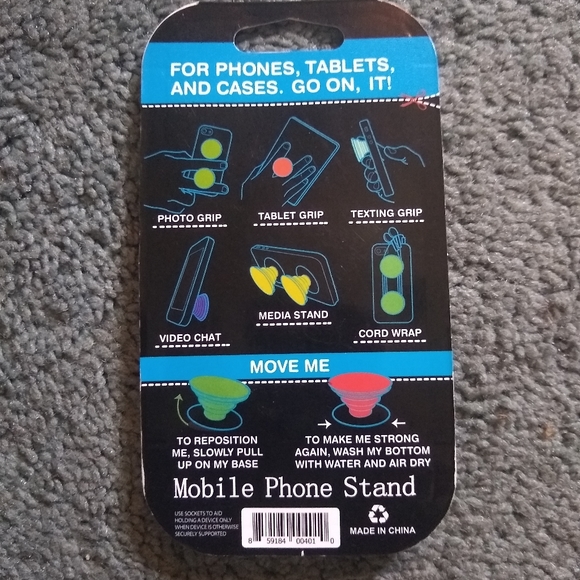 FOR PHONES, TABLETS,
AND CASES. GO ON, IT!
PHOTO GRIP
TABLET GRIP
TEXTING GRIP
VIDEO CHAT
MEDIA STAND
CORD WRAP
MOVE ME
TO REPOSITION
ME, SLOWLY PULL
UP ON MY BASE
TO MAKE ME STRONG
AGAIN, WASH MY BOTTOM
WITH WATER AND AIR DRY
Mobile Phone Stand
USE SOCKETS TO AID
HOLDING A DEVICE ONLY
WHEN DEVICE IS OTHERWISE
SECURELY SUPPORTED
8 59184 00401 0
MADE IN CHINA